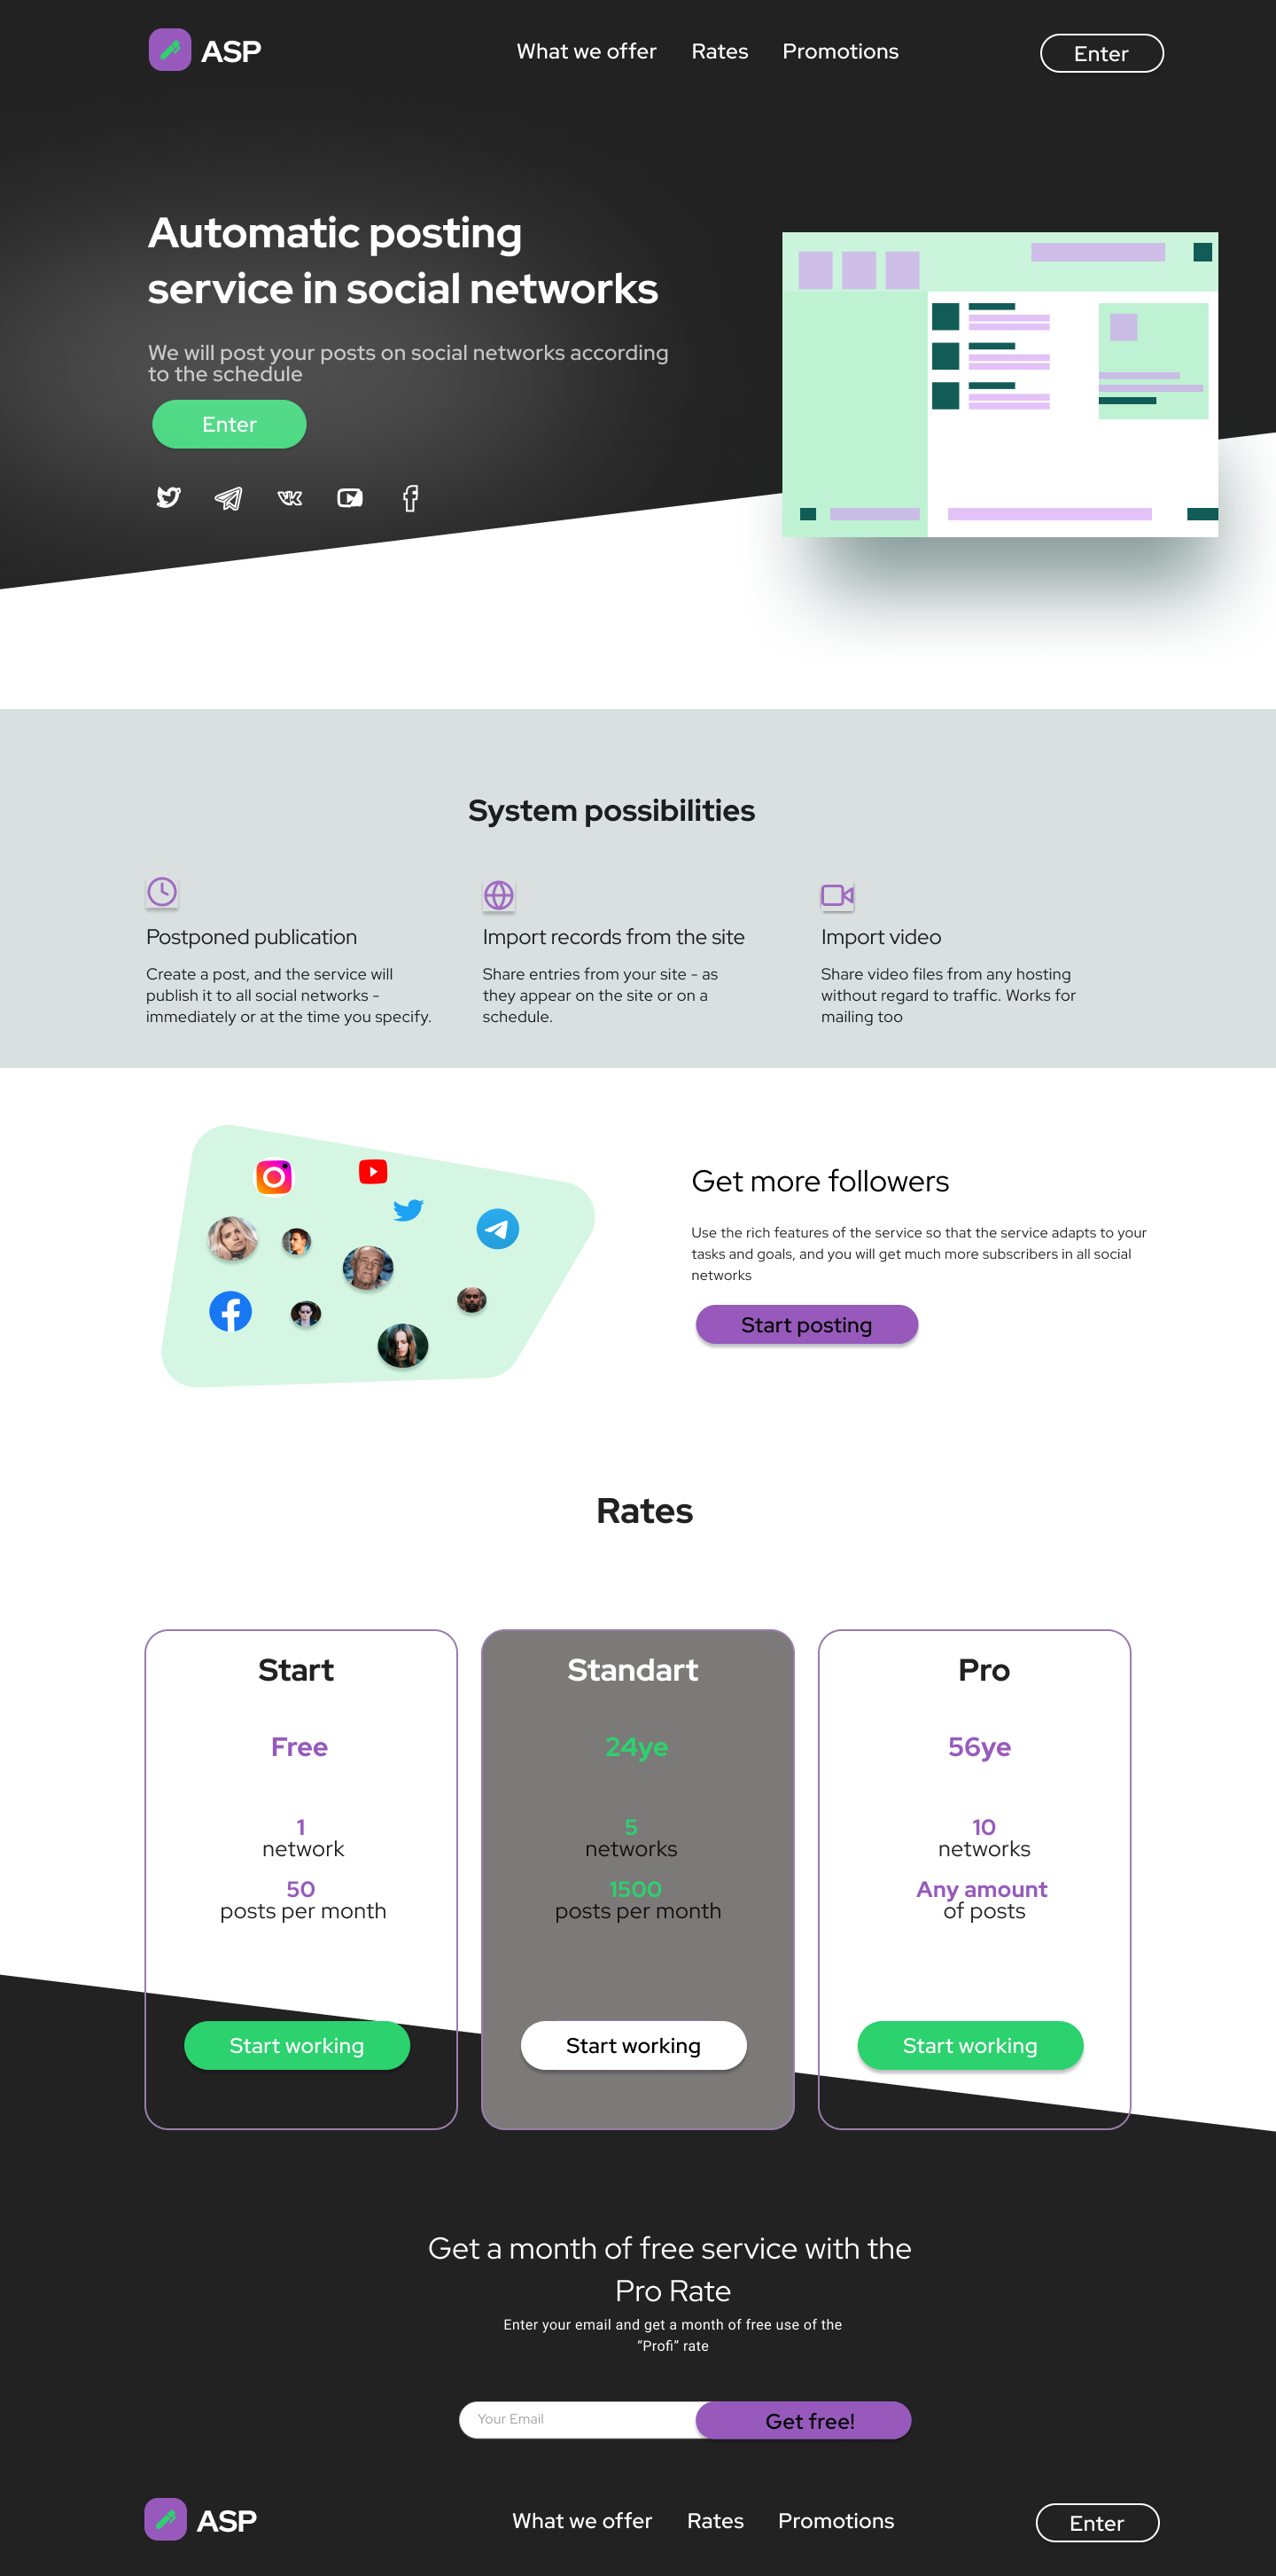 ASP
What we offer
Rates
Promotions
Enter
Automatic posting
service in social networks
We will post your posts on social networks according
to the schedule
Enter
System possibilities
Postponed publication
Create a post, and the service will
publish it to all social networks -
immediately or at the time you specify.
Import records from the site
Share entries from your site - as
they appear on the site or on a
schedule.
Import video
Share video files from any hosting
without regard to traffic. Works for
mailing too
Get more followers
Use the rich features of the service so that the service adapts to your
tasks and goals, and you will get much more subscribers in all social
networks
Start posting
Rates
Start
Free
1
network
50
posts per month
Start working
Standart
24ye
5
networks
1500
posts per month
Start working
Pro
56ye
10
networks
Any amount
of posts
Start working
Get a month of free service with the
Pro Rate
Enter your email and get a month of free use of the
“Profi” rate
Your Email
Get free!
ASP
What we offer
Rates
Promotions
Enter